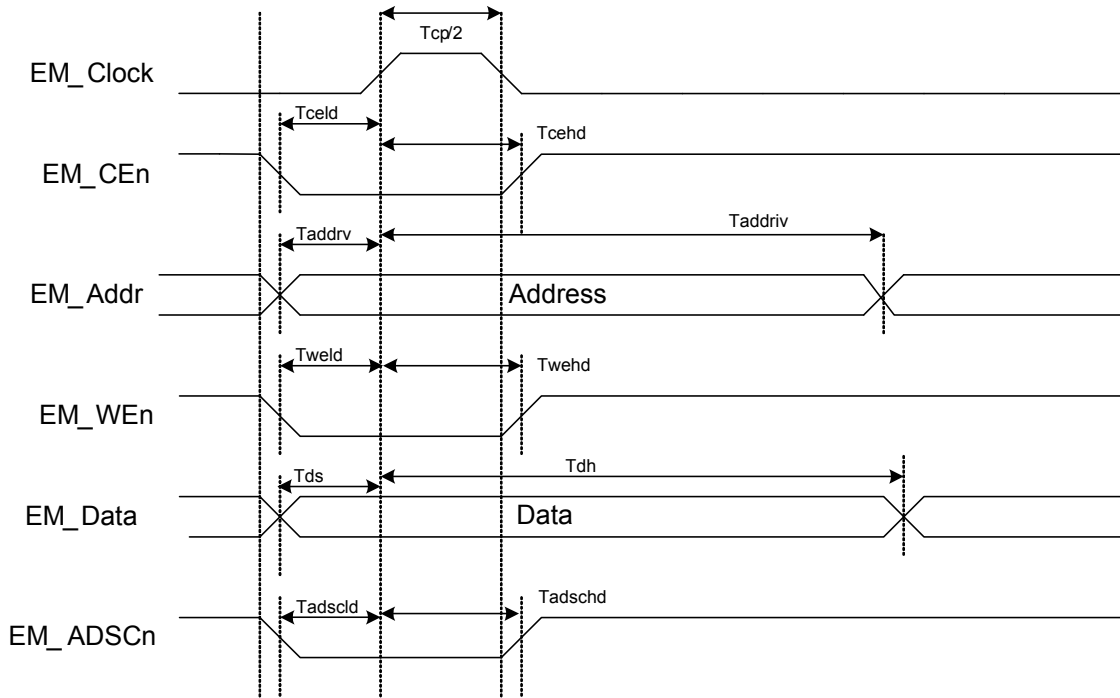 Tcp/2
EM_Clock
Tceld
Tcehd
EM_CEn
Taddrv
Taddriv
EM_Addr
Address
Tweld
Twehd
EM_WEn
Tds
Tdh
EM_Data
Data
Tadscld
Tadschd
EM_ADSCn